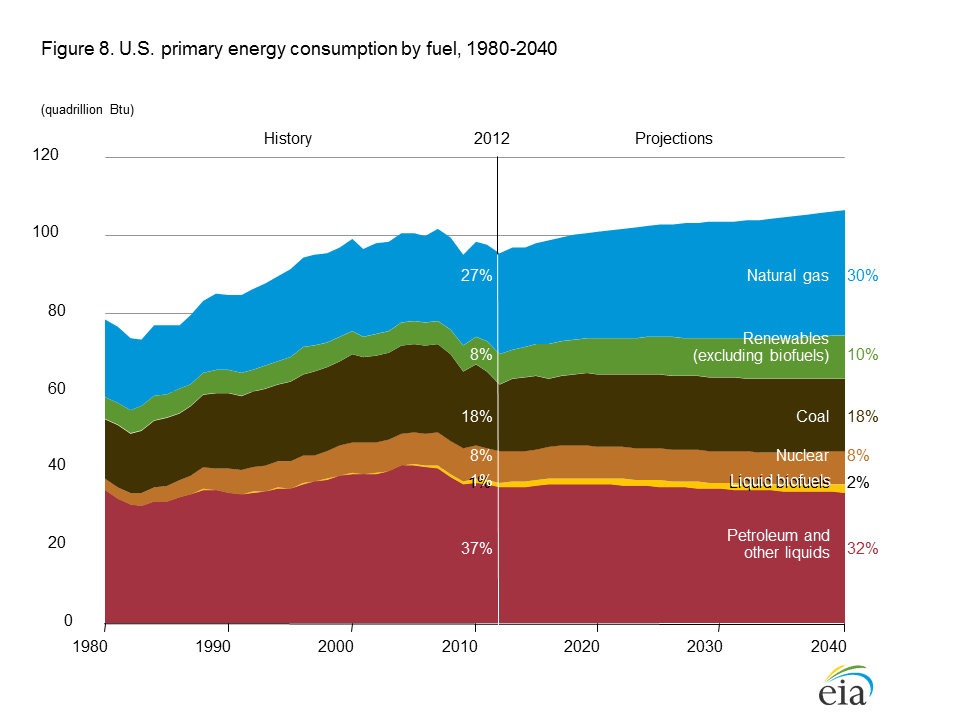 Figure 8. U.S. primary energy consumption by fuel, 1980-2040
(quadrillion Btu)
History 2012 Projections
120
100
80
60
40
20
0
27% Natural gas 30%
8% Renewables
(excluding biofuels) 10%
18% Coal 18%
8% Nuclear 8%
1% Liquid biofuels 2%
37% Petroleum and
other liquids 32%
1980 1990 2000 2010 2020 2030 2040
eia